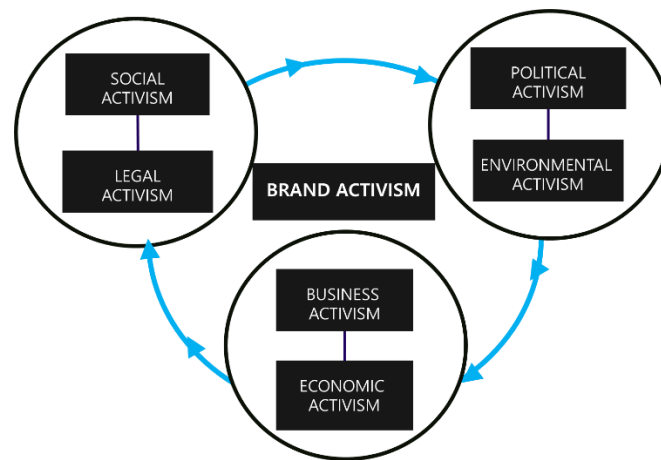 SOCIAL
ACTIVISM
LEGAL
ACTIVISM
POLITICAL
ACTIVISM
ENVIRONMENTAL
ACTIVISM
BRAND ACTIVISM
BUSINESS
ACTIVISM
ECONOMIC
ACTIVISM